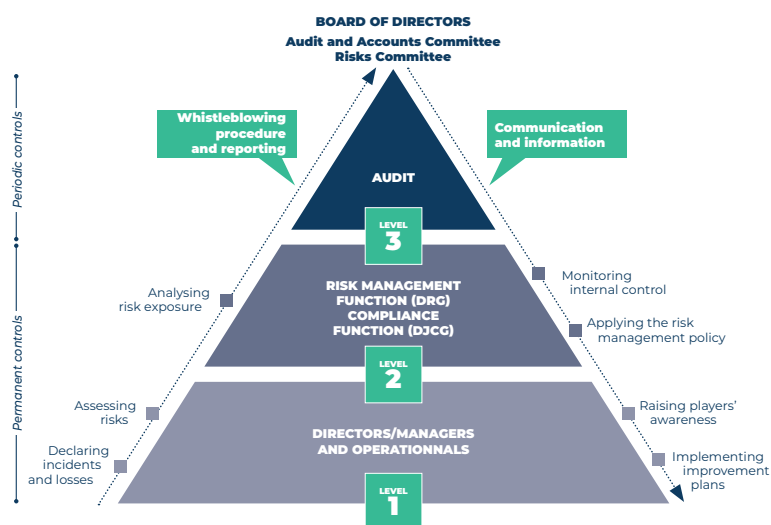 BOARD OF DIRECTORS
Audit and Accounts Committee
Risks Committee
Periodic controls
Whistleblowing
procedure
and reporting
Communication
and information
AUDIT
LEVEL
3
Permanent controls
Analysing
risk exposure
RISK MANAGEMENT
FUNCTION (DRG)
COMPLIANCE
FUNCTION (DJCG)
Monitoring
internal control
Applying the risk
management policy
LEVEL
2
Assessing
risks
Declaring
incidents
and losses
DIRECTORS/MANAGERS
AND OPERATIONNALS
Raising players’
awareness
Implementing
improvement
plans
LEVEL
1